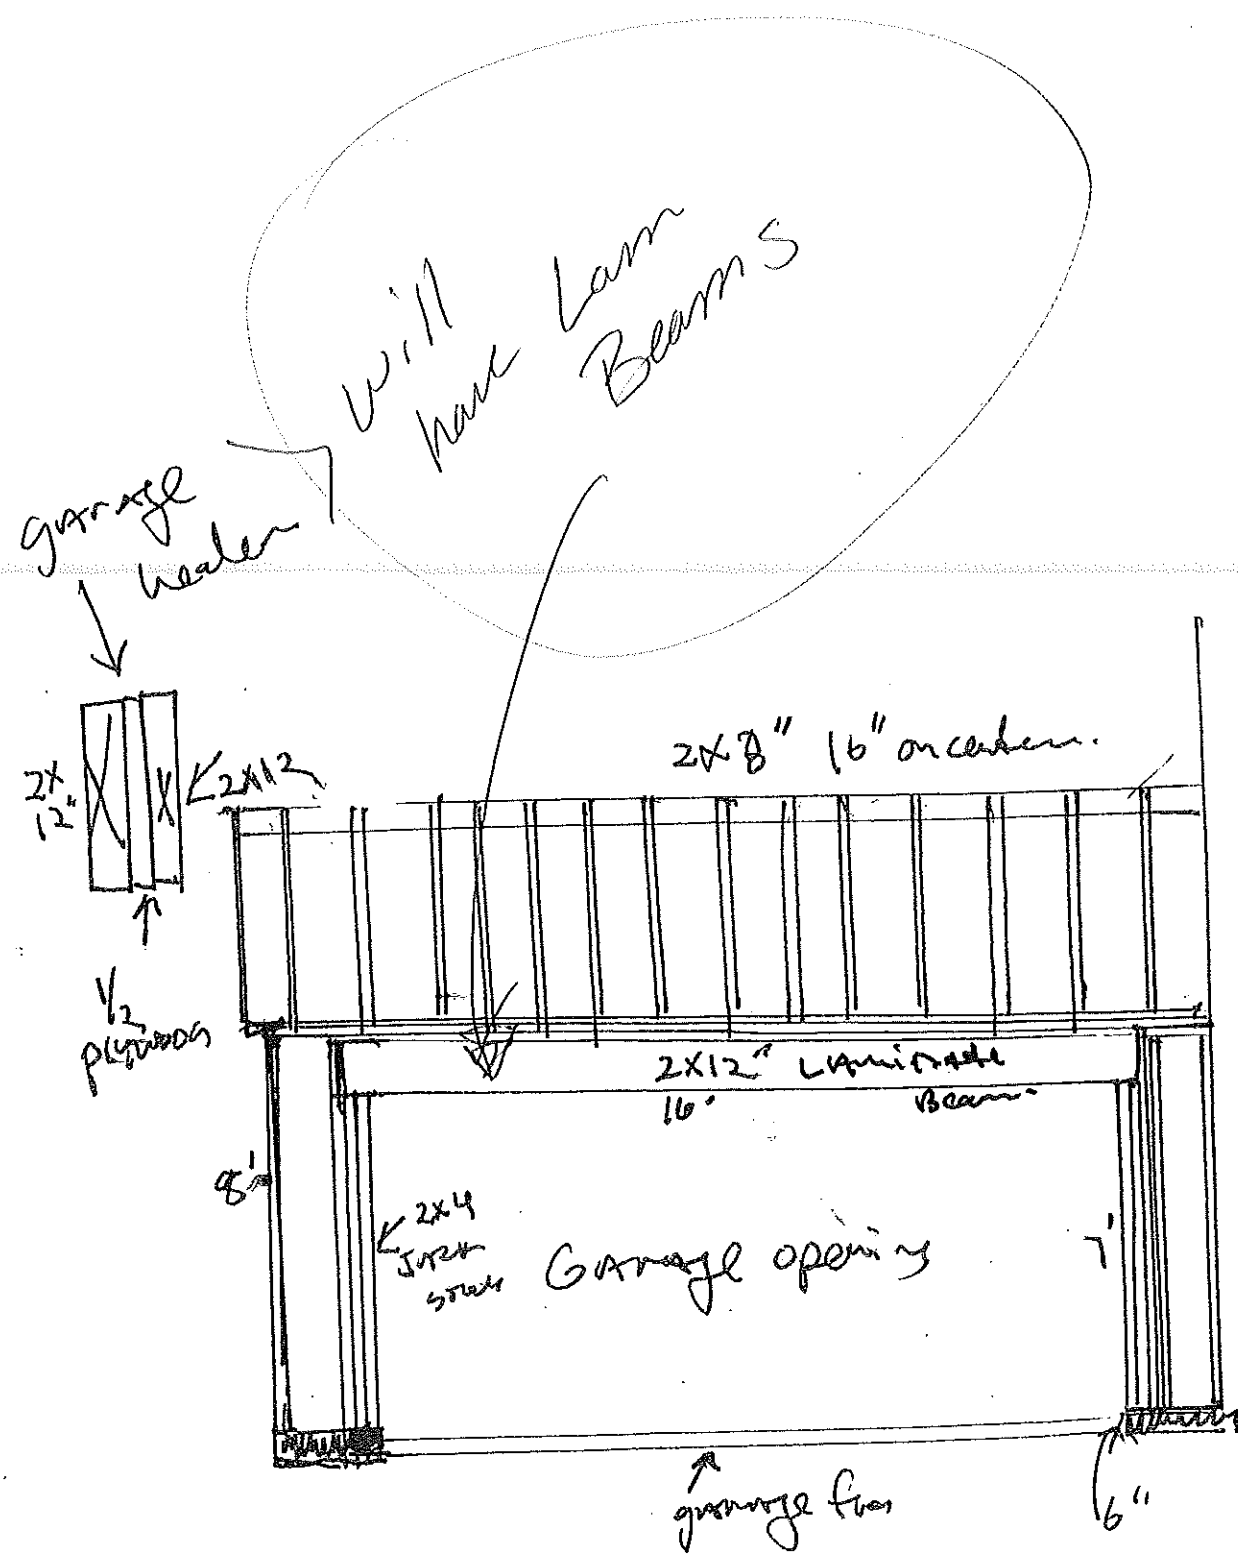 will
have Lam
Beams
garage
header
2x
12"
2x12
1/2
plywood
2x8" 16" on center.
2x12" Laminate
16'
Beam.
8'
2x4
Jack
studs
Garage opening
7'
garage floor
6"